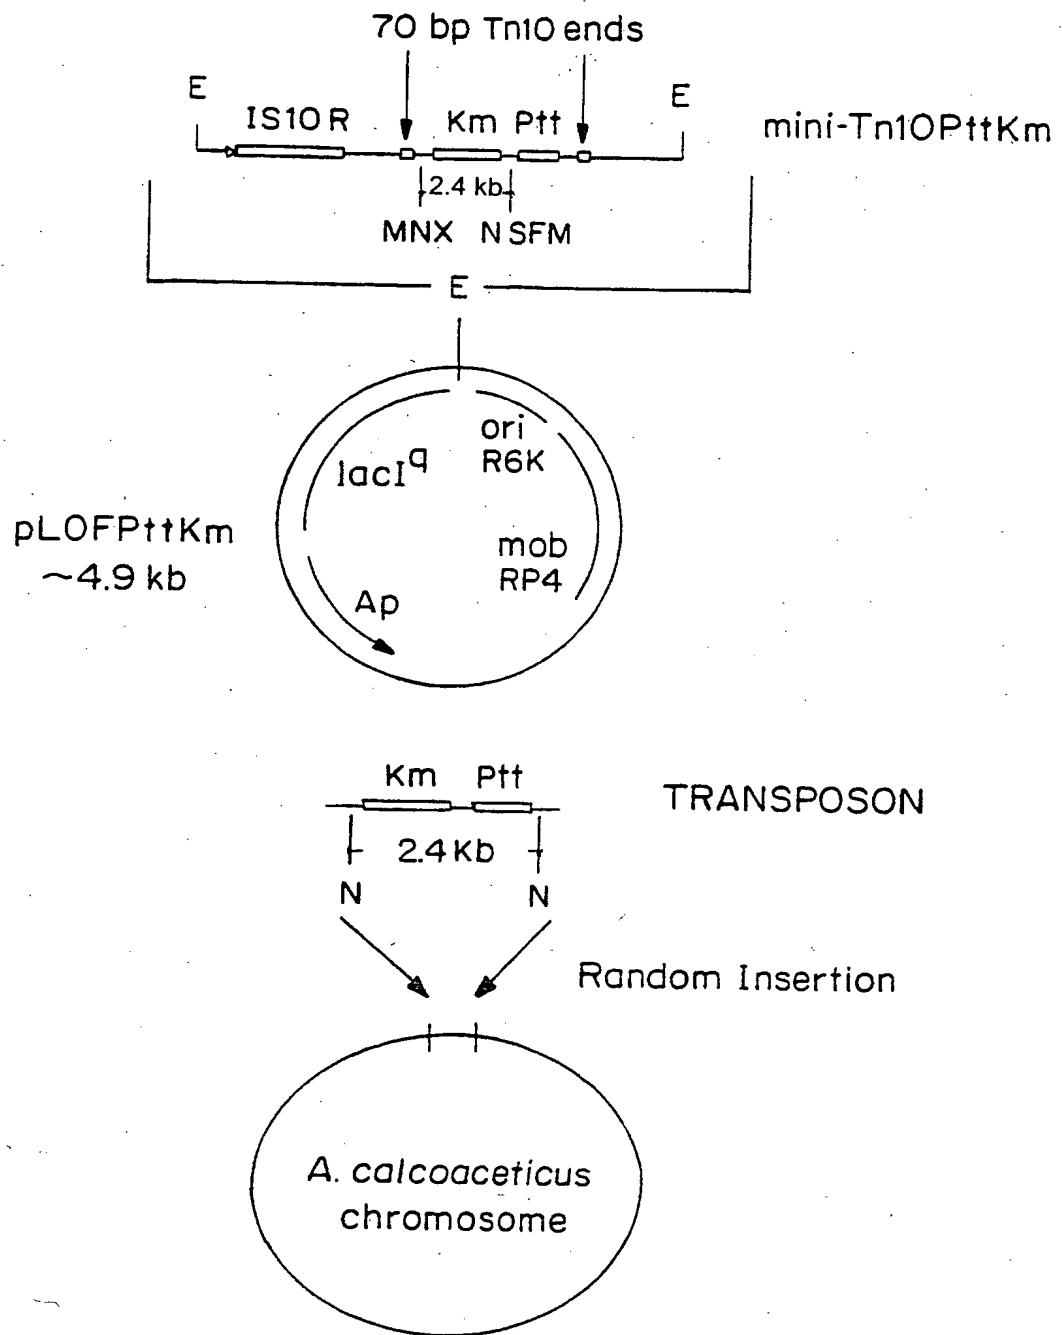 70 bp Tn10 ends
E
E
IS10 R
Km Ptt
mini-Tn10PttKm
2.4 kb
MNX N SFM
E
ori
R6K
lacI^q
pLOFPttKm
~4.9 kb
mob
RP4
Ap
Km Ptt
TRANSPOSON
2.4 Kb
N N
Random Insertion
A. calcoaceticus
chromosome